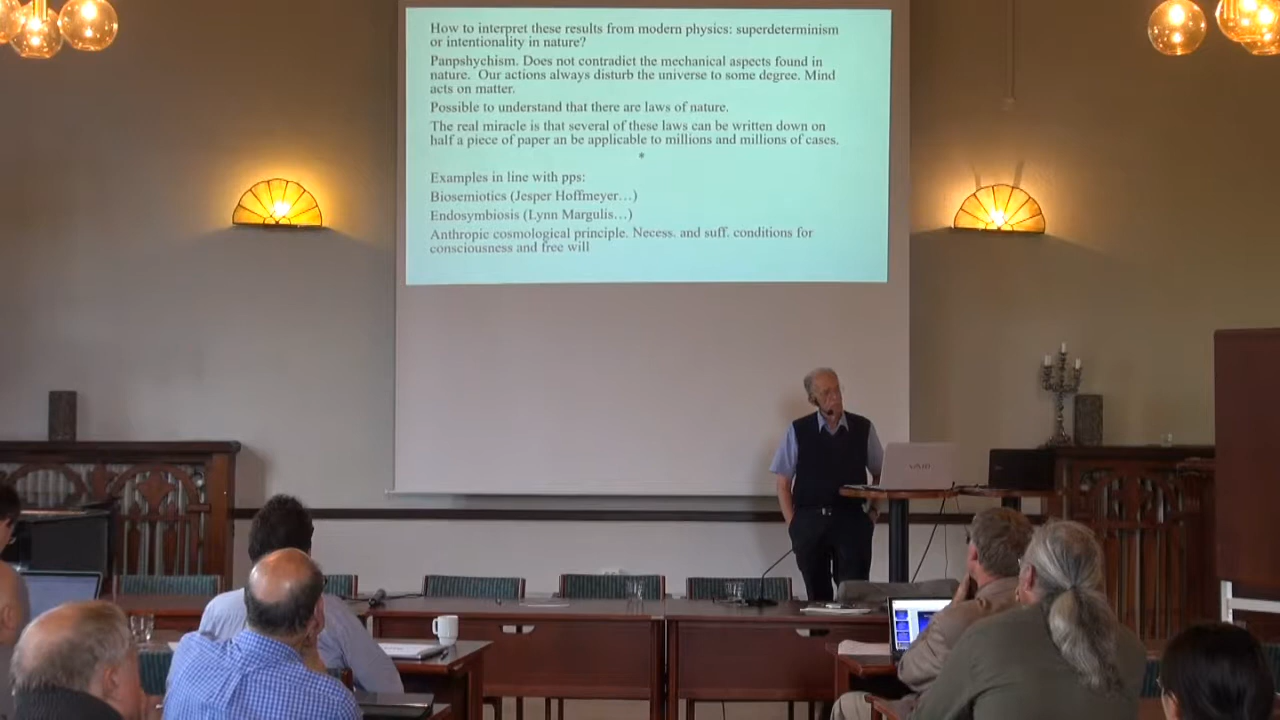 How to interpret these results from modern physics: superdeterminism
or intentionality in nature?
Panpshychism. Does not contradict the mechanical aspects found in
nature. Our actions always disturb the universe to some degree. Mind
acts on matter.
Possible to understand that there are laws of nature.
The real miracle is that several of these laws can be written down on
half a piece of paper an be applicable to millions and millions of cases.
*
Examples in line with pps:
Biosemiotics (Jesper Hoffmeyer…)
Endosymbiosis (Lynn Margulis…)
Anthropic cosmological principle. Necess. and suff. conditions for
consciousness and free will
VAIO